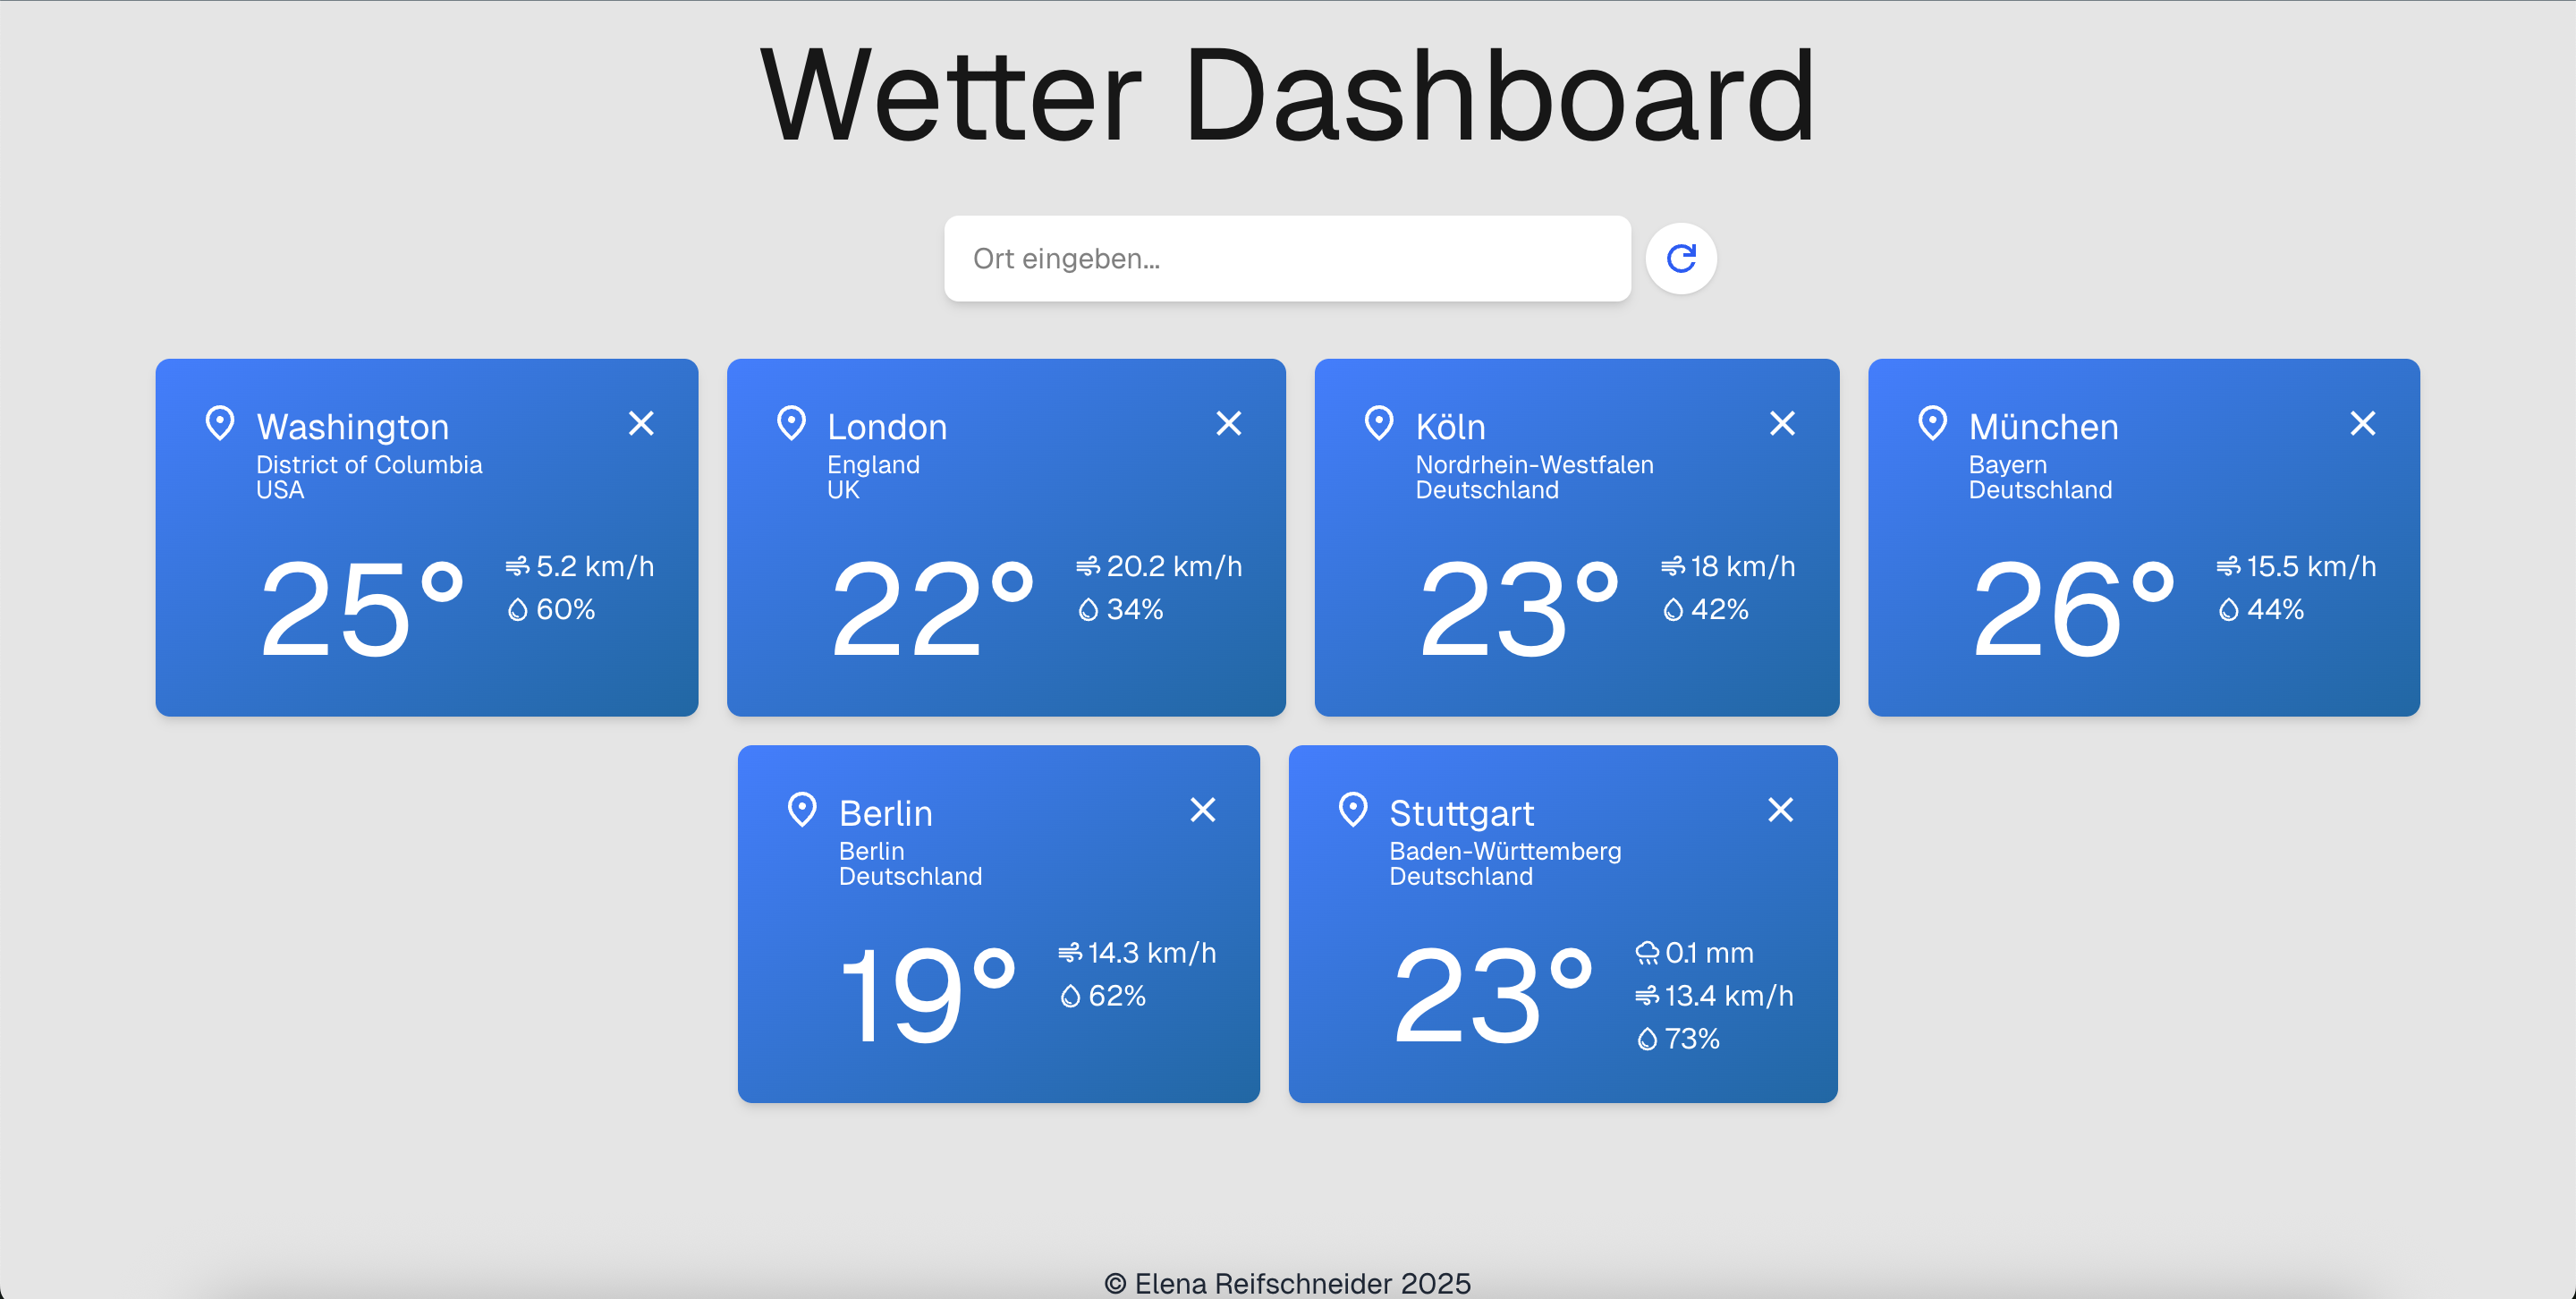 Wetter Dashboard
Ort eingeben...
Washington
District of Columbia
USA
25°
5.2 km/h
60%
London
England
UK
22°
20.2 km/h
34%
Köln
Nordrhein-Westfalen
Deutschland
23°
18 km/h
42%
München
Bayern
Deutschland
26°
15.5 km/h
44%
Berlin
Berlin
Deutschland
19°
14.3 km/h
62%
Stuttgart
Baden-Württemberg
Deutschland
23°
0.1 mm
13.4 km/h
73%
© Elena Reifschneider 2025